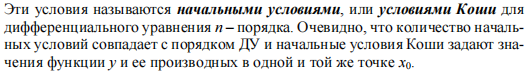 Эти условия называются начальными условиями, или условиями Коши для
дифференциального уравнения n – порядка. Очевидно, что количество началь-
ных условий совпадает с порядком ДУ и начальные условия Коши задают зна-
чения функции y и ее производных в одной и той же точке x₀.